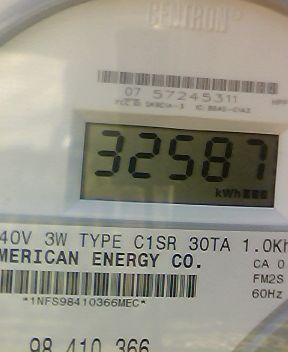 CENTRON®
07 57245311
32587
kWh
40V 3W TYPE C1SR 30TA 1.0Kh
MERICAN ENERGY CO.
CA 0
FM2S
60Hz
*1NFS98410366MEC*
98 410 366